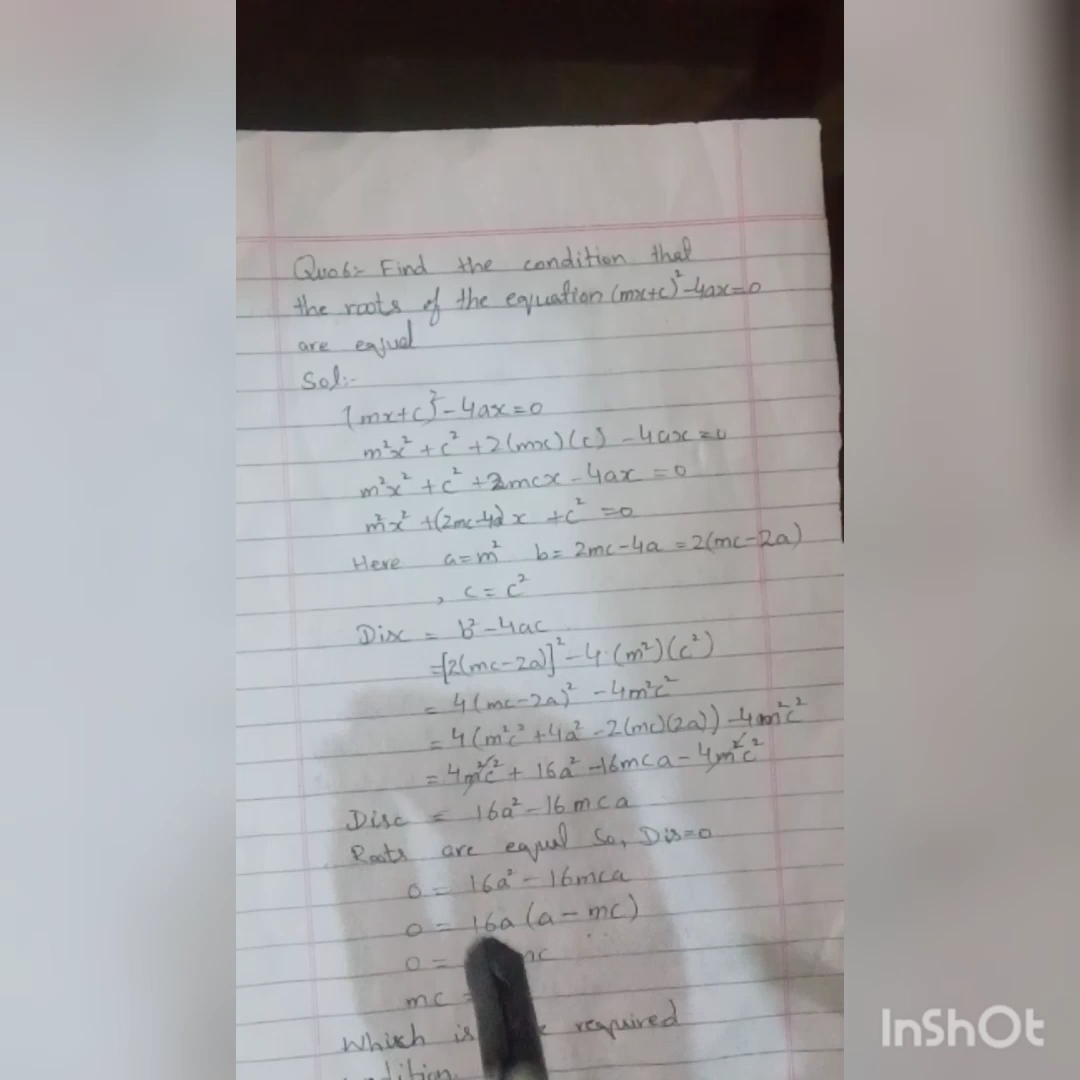 Quo6:- Find the condition that
the roots of the equation (mx+c)²-4ax=0
are equal
Sol:-
(mx+c)²-4ax=0
m²x²+c²+2(mx)(c)-4ax=0
m²x²+c²+2mcx-4ax=0
m²x²+(2mc-4a)x+c²=0
Here a=m² b=2mc-4a=2(mc-2a)
, c=c²
Disc = b²-4ac
=[2(mc-2a)]²-4(m²)(c²)
=4(mc-2a)²-4m²c²
=4(m²c²+4a²-2(mc)(2a))-4m²c²
=4m²c²+16a²-16mca-4m²c²
Disc = 16a²-16mca
Roots are equal So, Dis=0
0=16a²-16mca
0=16a(a-mc)
0= mc
mc =
Which is required
InShOt